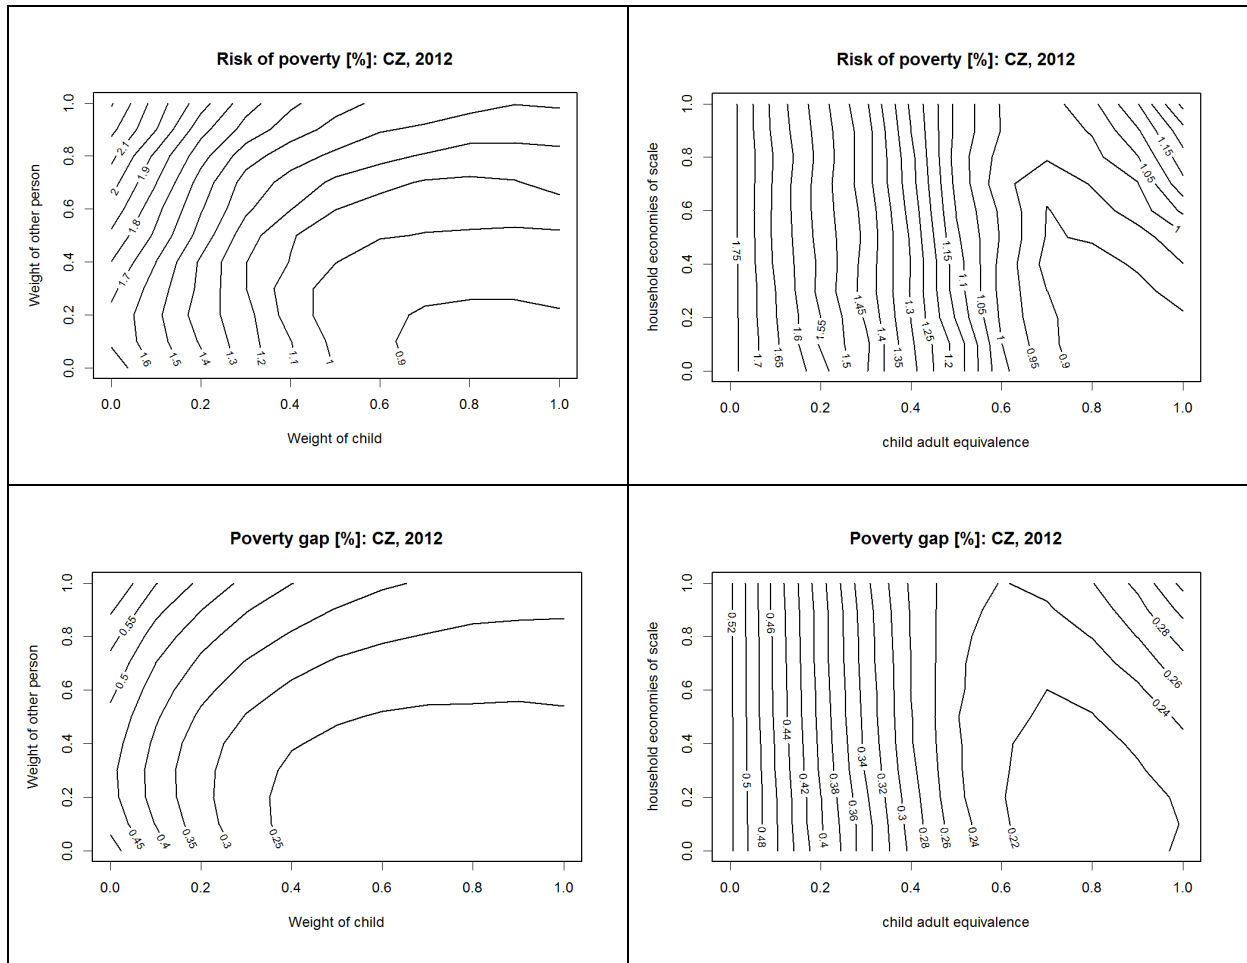 Risk of poverty [%]: CZ, 2012
Weight of other person
0.0 0.2 0.4 0.6 0.8 1.0
2.1
2
1.9
1.8
1.7
1.6 1.5 1.4 1.3 1.2 1.1 1 0.9
0.0 0.2 0.4 0.6 0.8 1.0
Weight of child
Risk of poverty [%]: CZ, 2012
household economies of scale
0.0 0.2 0.4 0.6 0.8 1.0
1.15
1.05
1
1.75
1.15
1.1
1.45 1.3 1.05
1.6 1.55 1.4 1.25 1
1.7 1.65 1.5 1.35 1.2 0.95 0.9
0.0 0.2 0.4 0.6 0.8 1.0
child adult equivalence
Poverty gap [%]: CZ, 2012
Weight of other person
0.0 0.2 0.4 0.6 0.8 1.0
0.55
0.5
0.45 0.4 0.35 0.3 0.25
0.0 0.2 0.4 0.6 0.8 1.0
Weight of child
Poverty gap [%]: CZ, 2012
household economies of scale
0.0 0.2 0.4 0.6 0.8 1.0
0.52 0.46 0.28
0.26
0.24
0.44 0.34
0.5 0.42 0.38 0.32
0.36 0.3
0.48 0.4 0.28 0.26 0.24 0.22
0.0 0.2 0.4 0.6 0.8 1.0
child adult equivalence